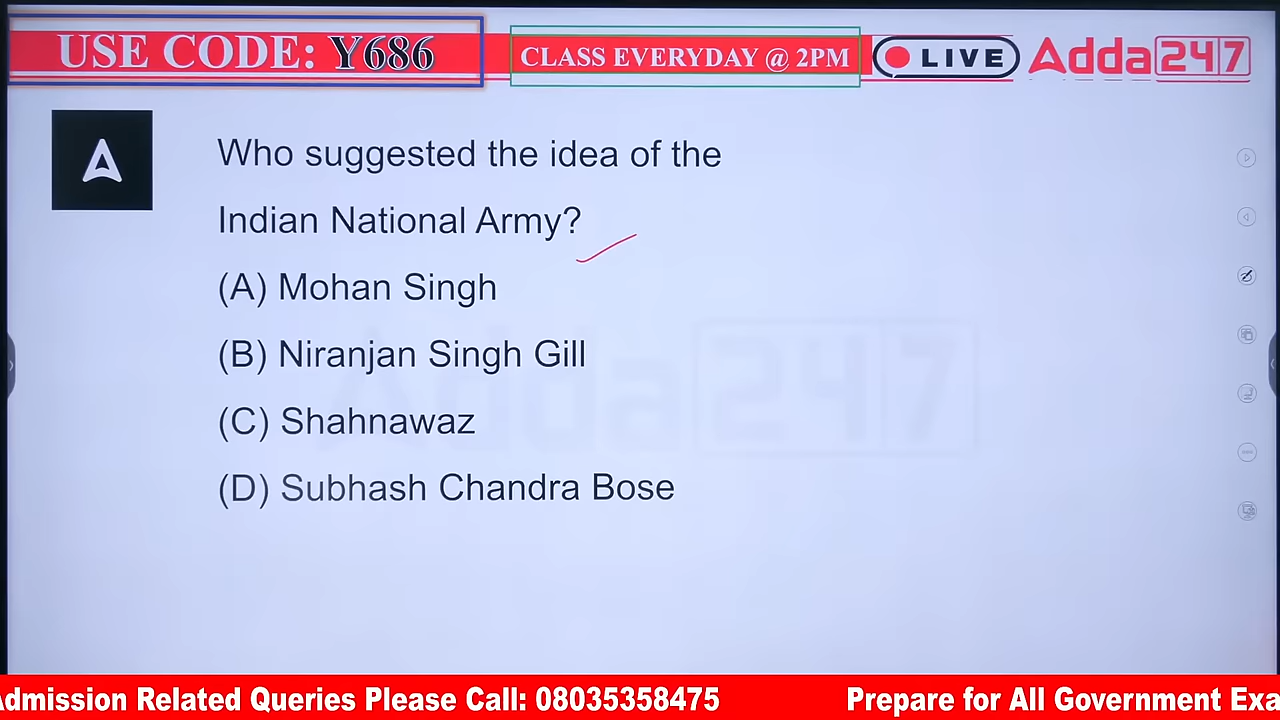 USE CODE: Y686
CLASS EVERYDAY @ 2PM
LIVE
Adda247
Who suggested the idea of the
Indian National Army?
(A) Mohan Singh
(B) Niranjan Singh Gill
(C) Shahnawaz
(D) Subhash Chandra Bose
Adda247
Admission Related Queries Please Call: 08035358475
Prepare for All Government Exa